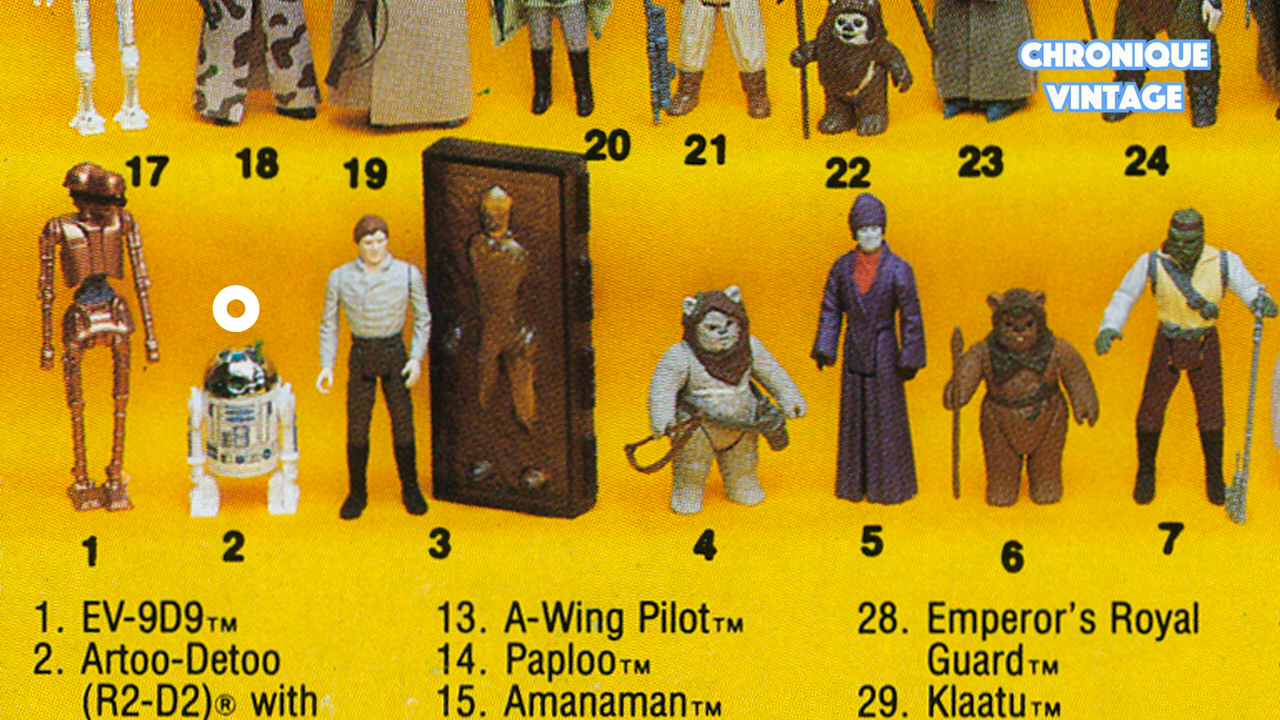 CHRONIQUE
VINTAGE
17 18 19 20 21 22 23 24
1 2 3 4 5 6 7
1. EV-9D9™
2. Artoo-Detoo
(R2-D2)® with
13. A-Wing Pilot™
14. Paploo™
15. Amanaman™
28. Emperor's Royal
Guard™
29. Klaatu™